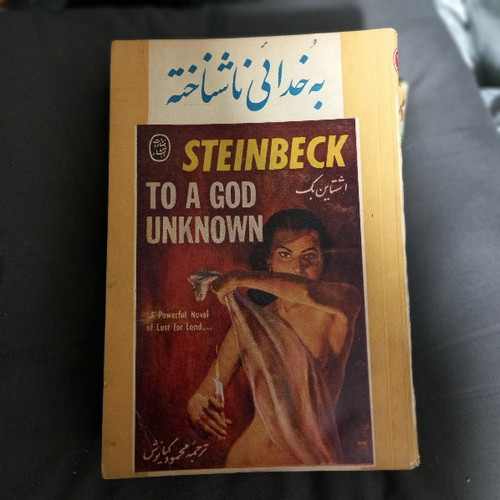 به خدائی ناشناخته
STEINBECK
اشتاین بک
TO A GOD
UNKNOWN
A Powerful Novel
of Lust for Land...
ترجمه محمود کیانوش